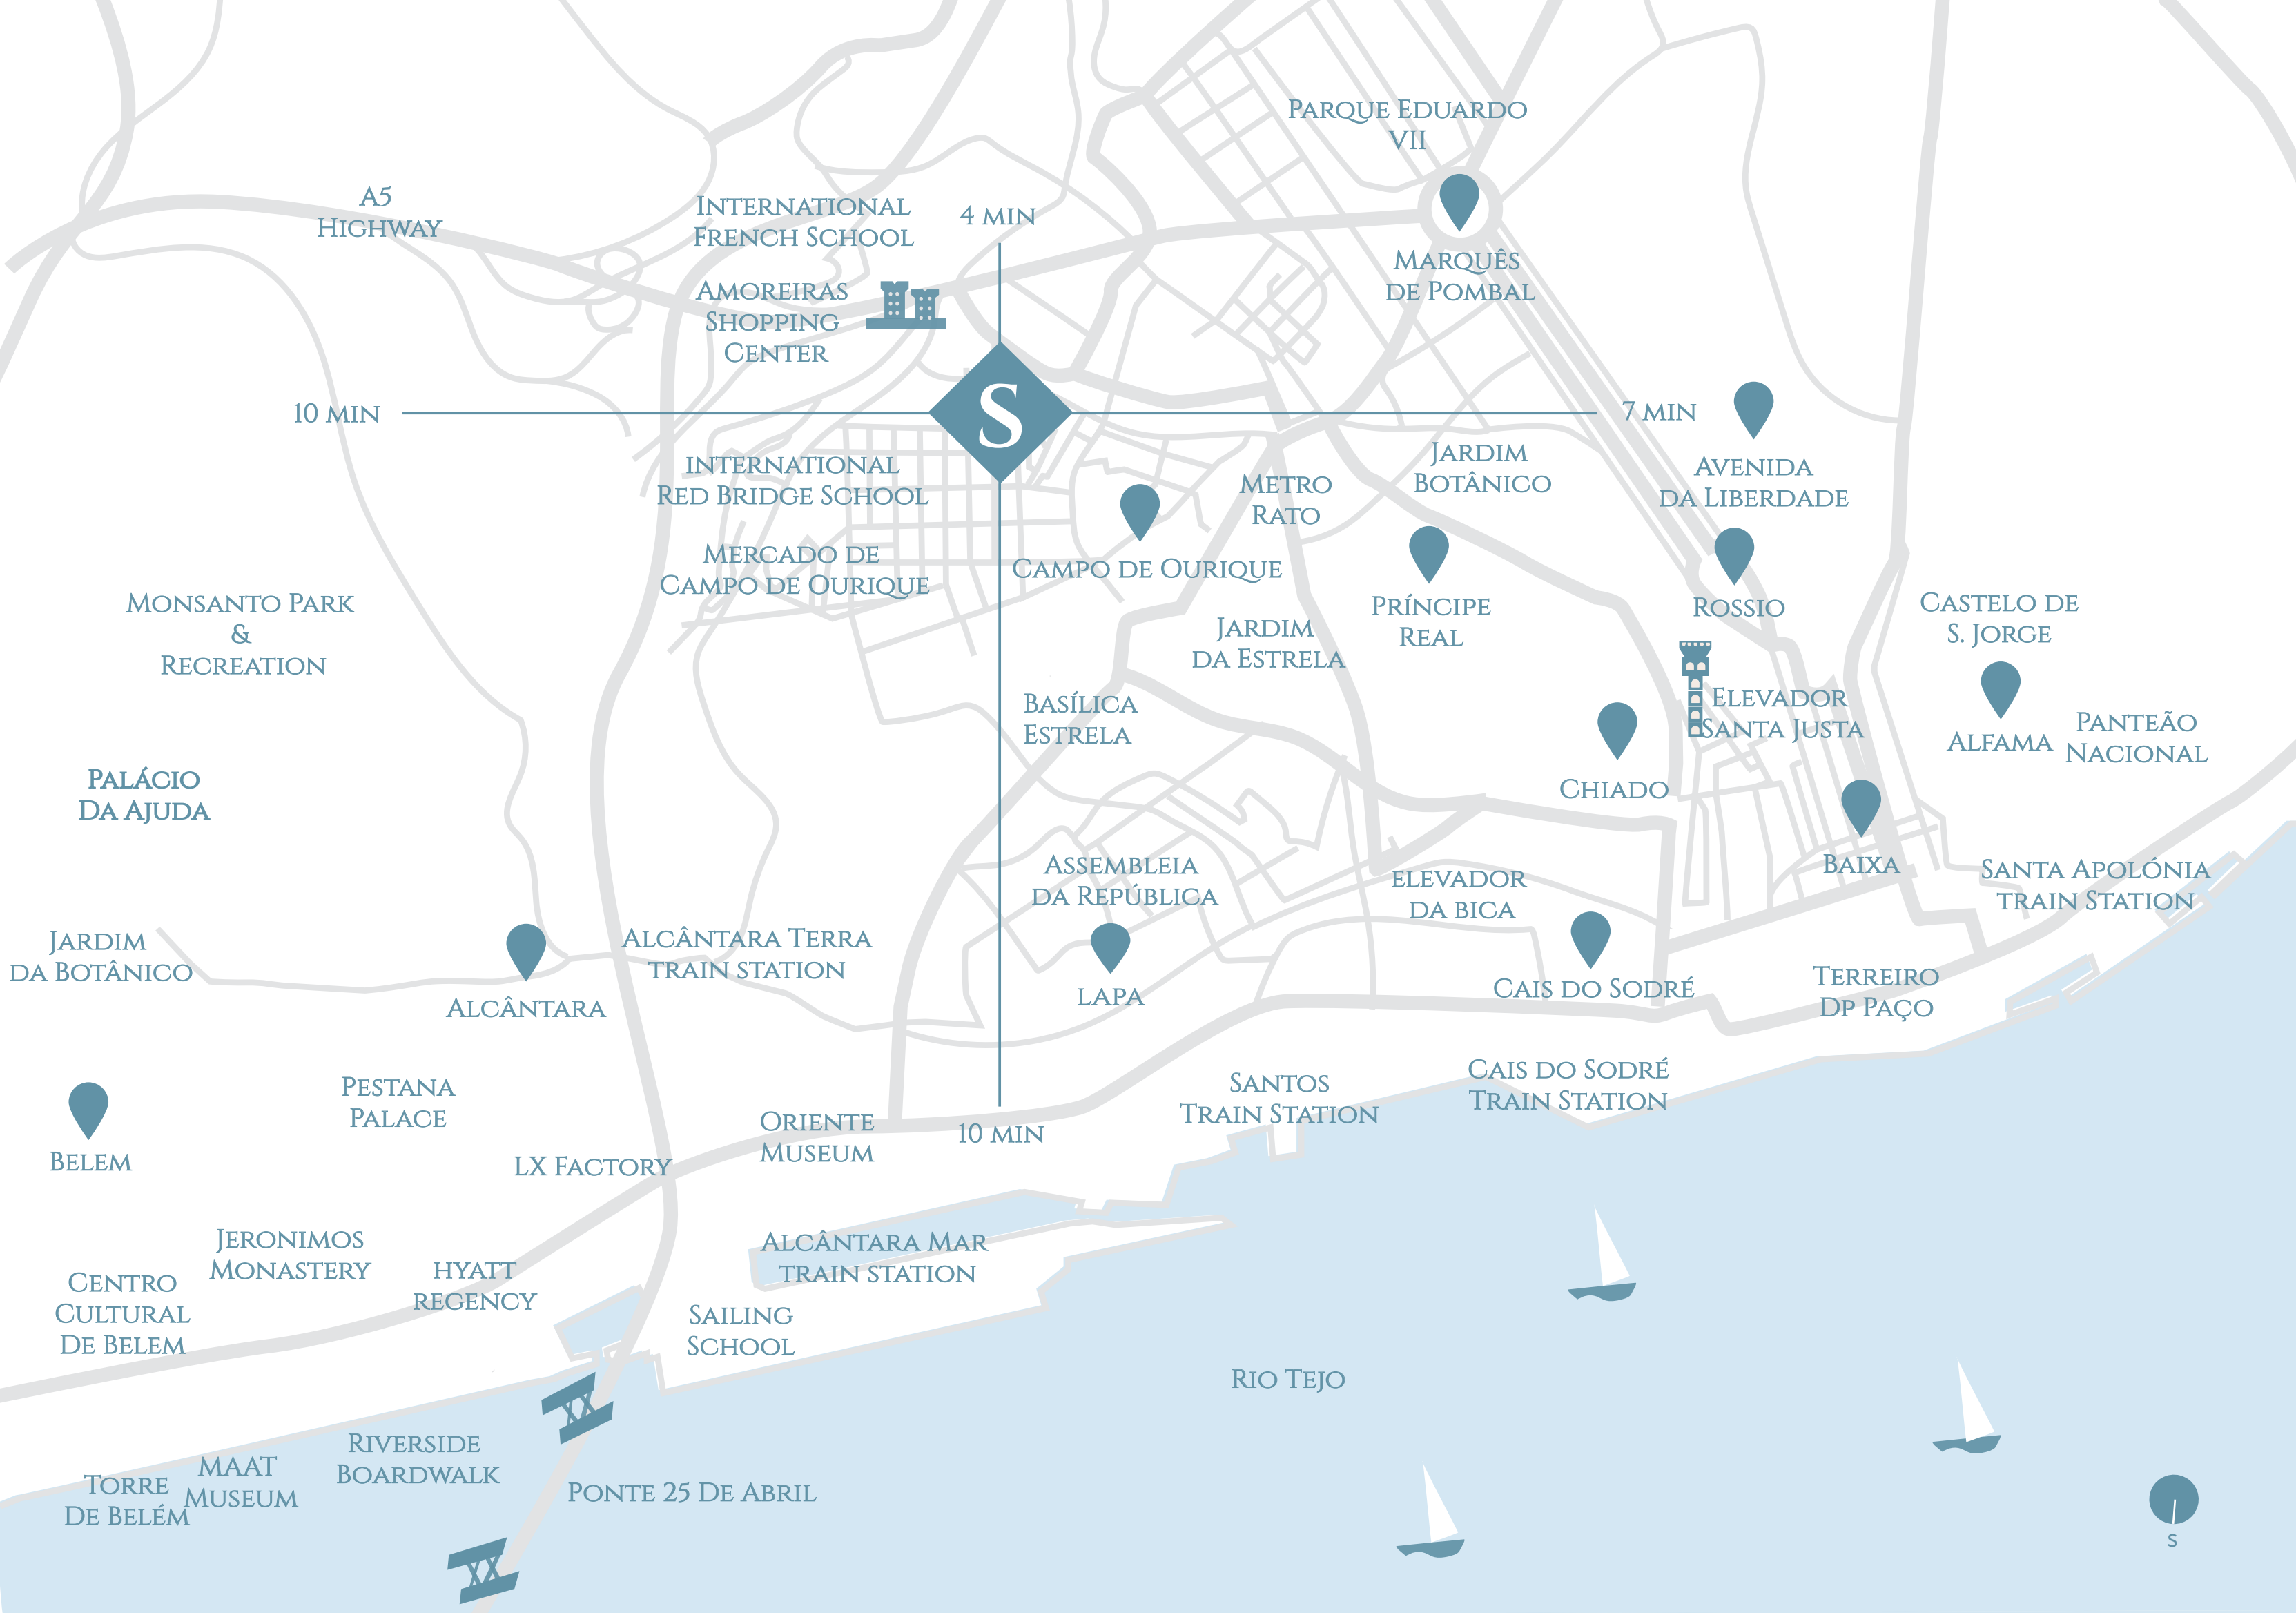 Parque Eduardo
VII
A5
Highway
International
French School
4 min
Marquês
de Pombal
Amoreiras
Shopping
Center
S
10 min
7 min
Jardim
Botânico
Avenida
da Liberdade
international
Red Bridge School
Metro
Rato
Mercado de
Campo de Ourique
Campo de Ourique
Monsanto Park
&
Recreation
Príncipe
Real
Rossio
Castelo de
S. Jorge
Jardim
da Estrela
Basílica
Estrela
Elevador
Santa Justa
Alfama
Panteão
Nacional
Palácio
Da Ajuda
Chiado
Assembleia
da República
elevador
da bica
Baixa
Santa Apolónia
train Station
Jardim
da Botânico
Alcântara
Alcântara Terra
train station
lapa
Cais do Sodré
Terreiro
Dp Paço
Pestana
Palace
Belem
LX Factory
Oriente
Museum
10 min
Santos
Train Station
Cais do Sodré
Train Station
Jeronimos
Monastery
Centro
Cultural
De Belem
hyatt
regency
Alcântara Mar
train station
Sailing
School
Rio Tejo
Riverside
Boardwalk
MAAT
Museum
Torre
De Belém
Ponte 25 De Abril
S